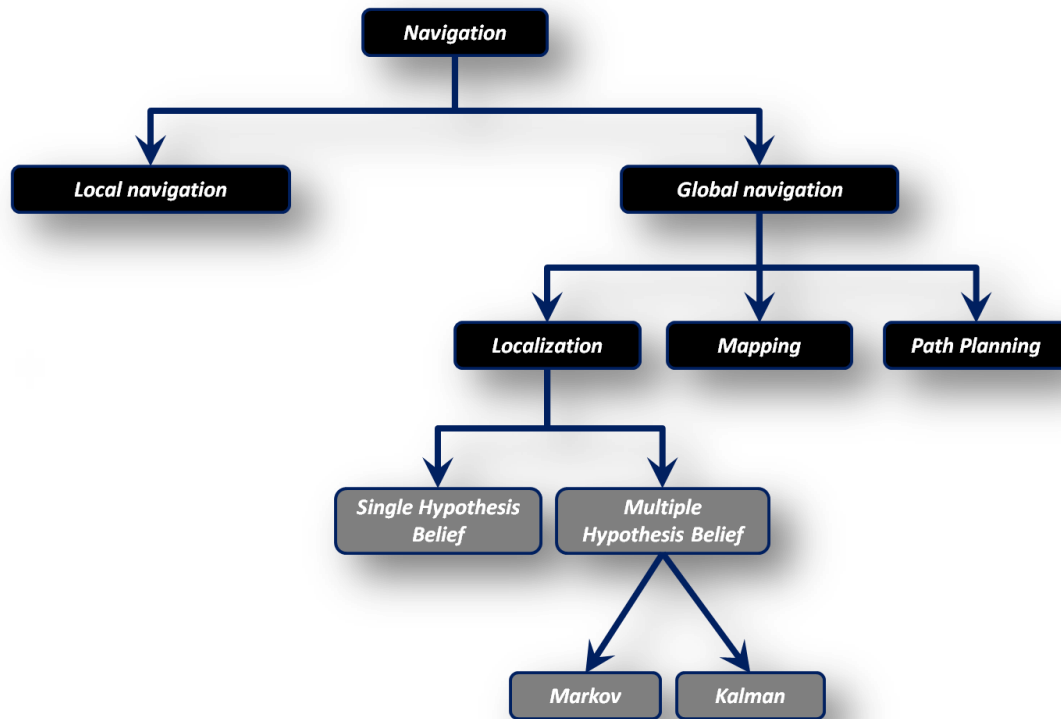 Navigation
Local navigation
Global navigation
Localization
Mapping
Path Planning
Single Hypothesis
Belief
Multiple
Hypothesis Belief
Markov
Kalman